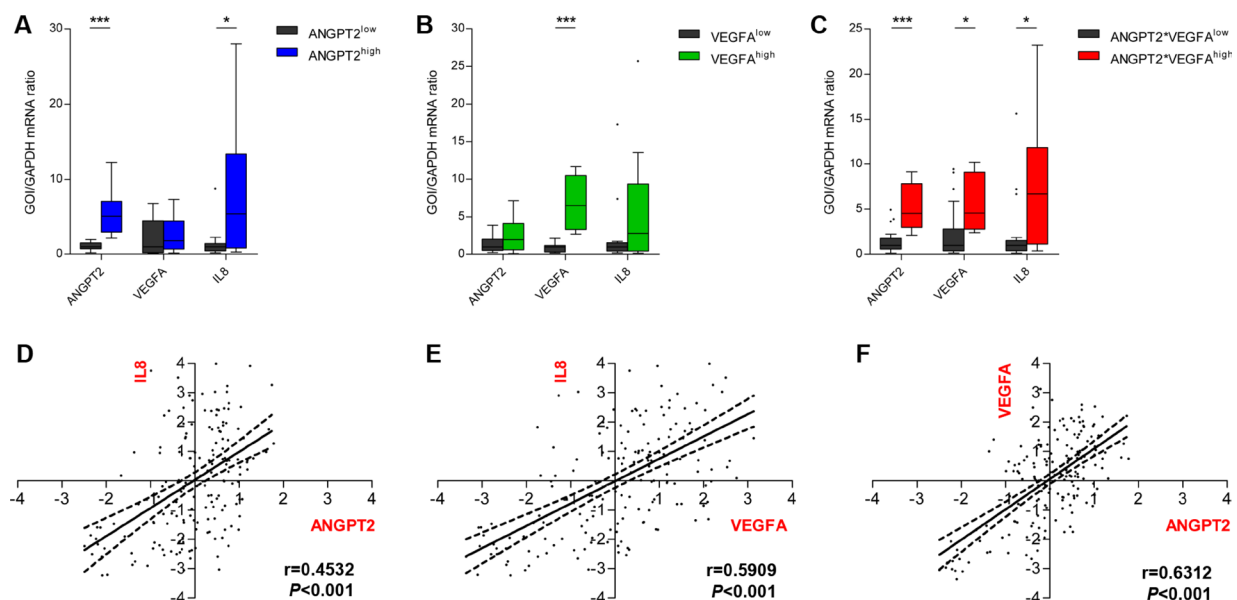 A
***
*
ANGPT2low
ANGPT2high
GOI/GAPDH mRNA ratio
30
20
10
0
ANGPT2
VEGFA
IL8
B
***
VEGFAlow
VEGFAhigh
GOI/GAPDH mRNA ratio
30
25
20
15
10
5
0
ANGPT2
VEGFA
IL8
C
***
*
*
ANGPT2*VEGFAlow
ANGPT2*VEGFAhigh
GOI/GAPDH mRNA ratio
25
20
15
10
5
0
ANGPT2
VEGFA
IL8
D
IL8
4
3
2
1
-4 -3 -2 -1 0 1 2 3 4
-1
-2
-3
-4
ANGPT2
r=0.4532
P<0.001
E
IL8
4
3
2
1
-4 -3 -2 -1 0 1 2 3 4
-1
-2
-3
-4
VEGFA
r=0.5909
P<0.001
F
VEGFA
4
3
2
1
-4 -3 -2 -1 0 1 2 3 4
-1
-2
-3
-4
ANGPT2
r=0.6312
P<0.001